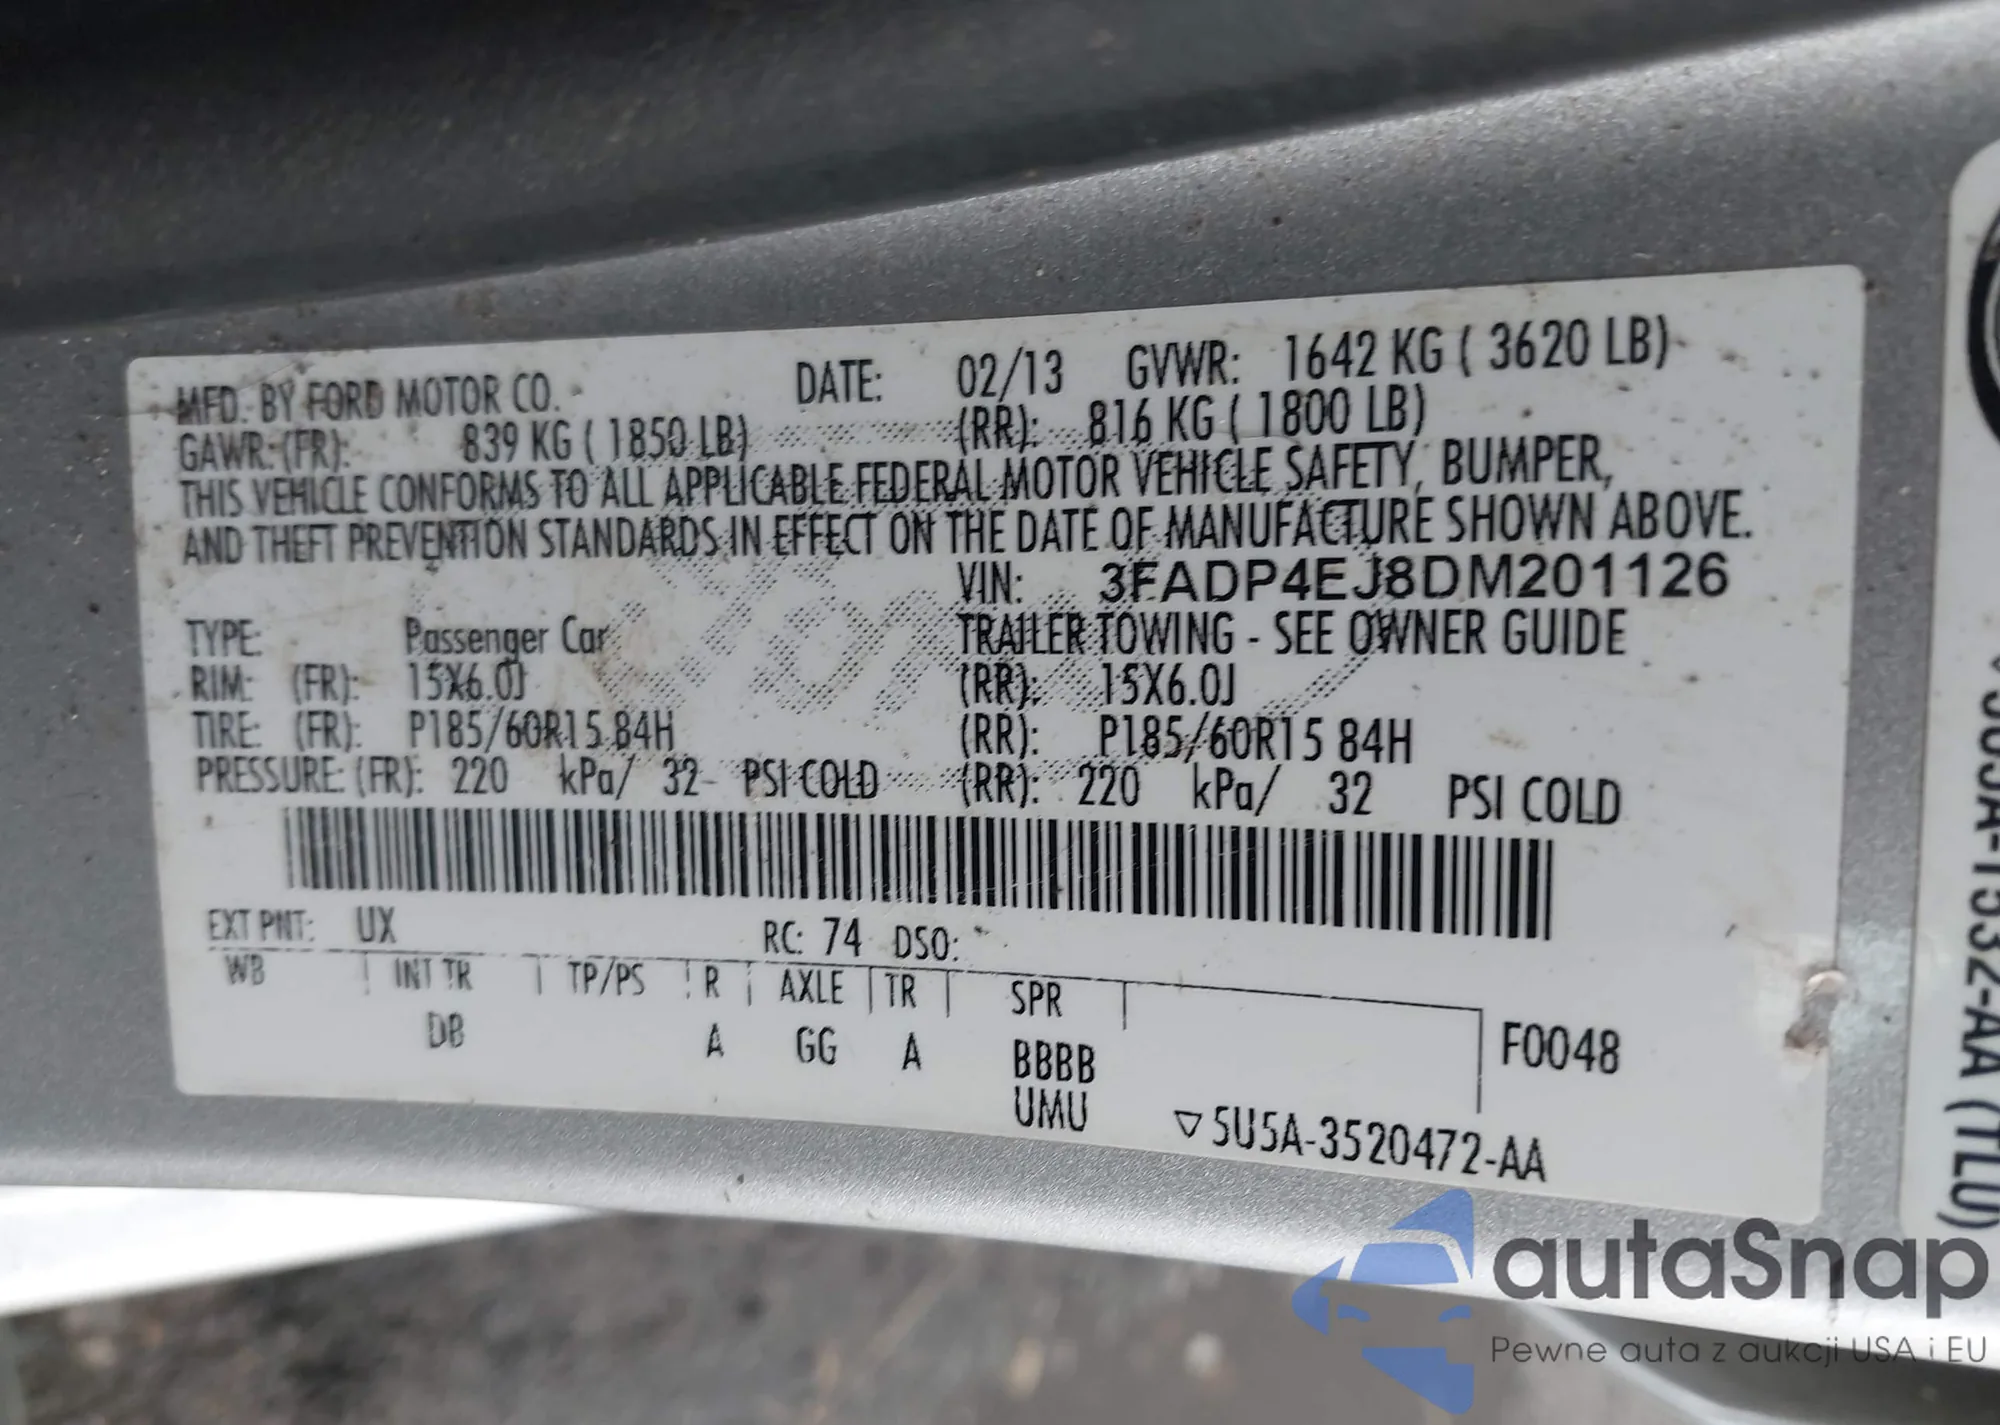 MFD. BY FORD MOTOR CO. DATE: 02/13 GVWR: 1642 KG ( 3620 LB)
GAWR: (FR): 839 KG ( 1850 LB) (RR): 816 KG ( 1800 LB)
THIS VEHICLE CONFORMS TO ALL APPLICABLE FEDERAL MOTOR VEHICLE SAFETY, BUMPER,
AND THEFT PREVENTION STANDARDS IN EFFECT ON THE DATE OF MANUFACTURE SHOWN ABOVE.
VIN: 3FADP4EJ8DM201126
TYPE: Passenger Car TRAILER TOWING - SEE OWNER GUIDE
RIM: (FR): 15X6.0J (RR): 15X6.0J
TIRE: (FR): P185/60R15 84H (RR): P185/60R15 84H
PRESSURE: (FR): 220 kPa/ 32 PSI COLD (RR): 220 kPa/ 32 PSI COLD
EXT PNT: UX RC: 74 DSO:
WB INT TR TP/PS R AXLE TR SPR
DB A GG A BBBB F0048
UMU ▽ 5U5A-3520472-AA
1532-AA (TLU)
autaSnap
Pewne auta z aukcji USA i EU